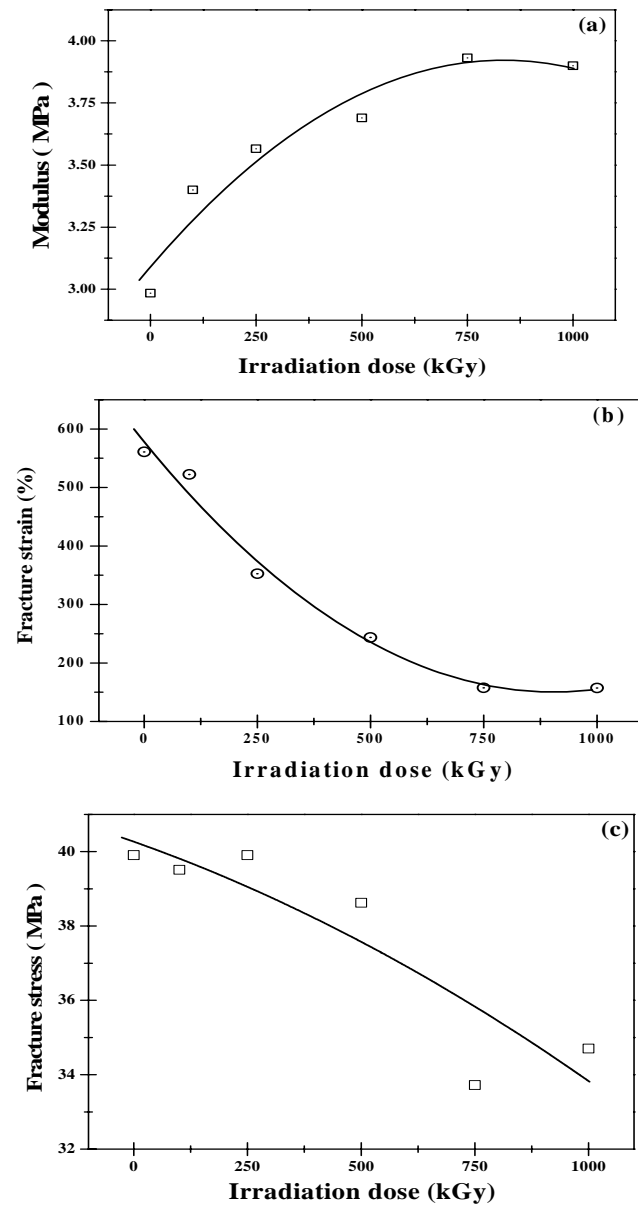 (a)
4.00
3.75
3.50
3.25
3.00
Modulus ( MPa)
0 250 500 750 1000
Irradiation dose (kGy)
(b)
600
500
400
300
200
100
Fracture strain (%)
0 250 500 750 1000
Irradiation dose (kGy)
(c)
40
38
36
34
32
Fracture stress ( MPa)
0 250 500 750 1000
Irradiation dose (kGy)